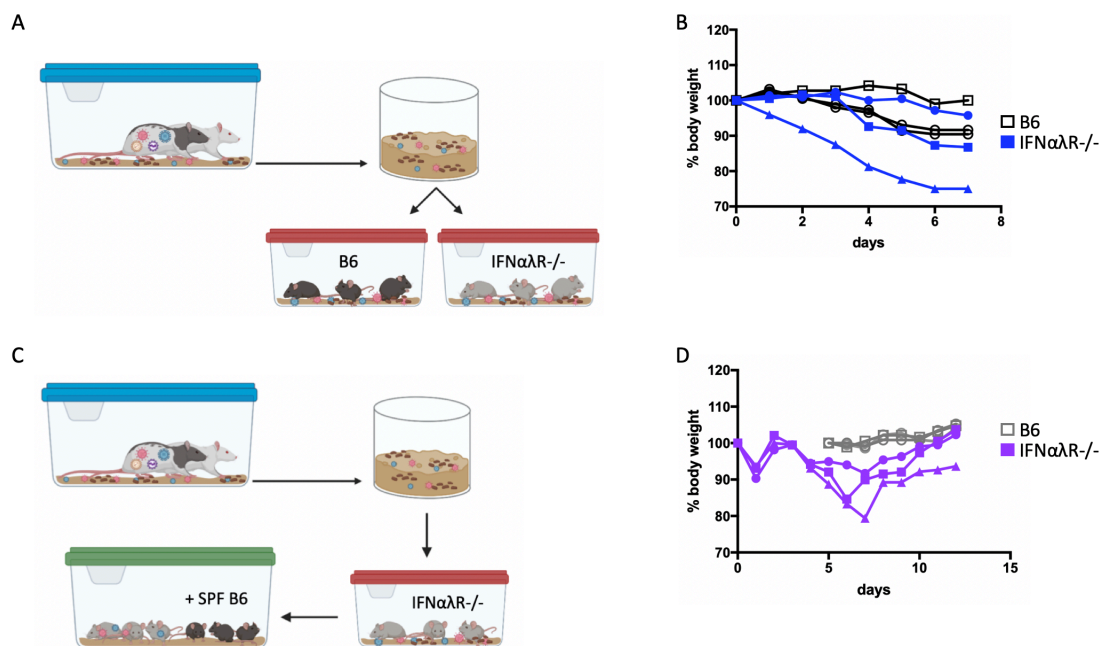 A
B6
IFNαλR-/-
B
120
110
100
90
80
70
0
2
4
6
8
% body weight
days
B6
IFNαλR-/-
C
+ SPF B6
IFNαλR-/-
D
120
110
100
90
80
70
0
5
10
15
% body weight
days
B6
IFNαλR-/-